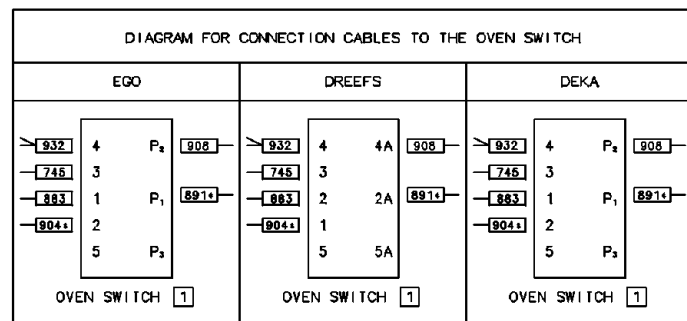 DIAGRAM FOR CONNECTION CABLES TO THE OVEN SWITCH
EGO
932 4 P₂ 908
745 3
883 1 P₁ 891
904 2
5 P₃
OVEN SWITCH 1
DREEFS
932 4 4A 908
745 3
883 2 2A 891
904 1
5 5A
OVEN SWITCH 1
DEKA
932 4 P₂ 908
745 3
883 1 P₁ 891
904 2
5 P₃
OVEN SWITCH 1